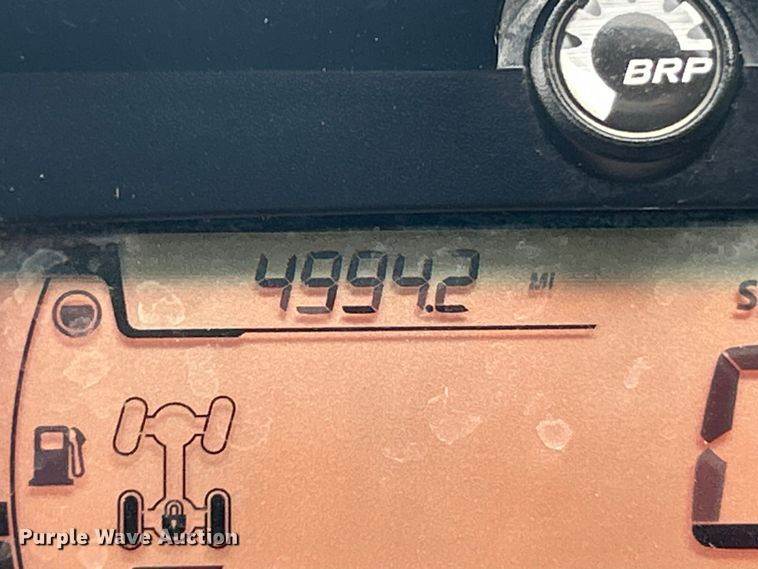 BRP
4994.2 MI
S
Purple Wave Auction